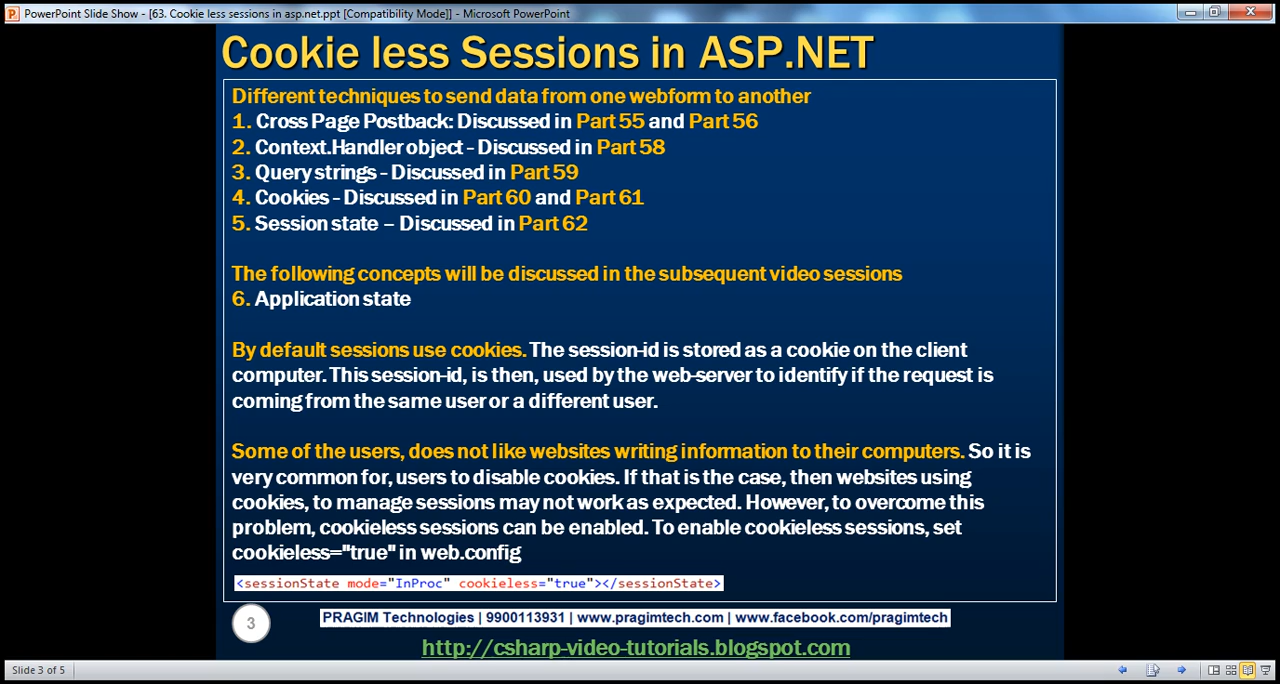 PowerPoint Slide Show - [63. Cookie less sessions in asp.net.ppt [Compatibility Mode]] - Microsoft PowerPoint
Cookie less Sessions in ASP.NET
Different techniques to send data from one webform to another
1. Cross Page Postback: Discussed in Part 55 and Part 56
2. Context.Handler object - Discussed in Part 58
3. Query strings - Discussed in Part 59
4. Cookies - Discussed in Part 60 and Part 61
5. Session state – Discussed in Part 62
The following concepts will be discussed in the subsequent video sessions
6. Application state
By default sessions use cookies. The session-id is stored as a cookie on the client
computer. This session-id, is then, used by the web-server to identify if the request is
coming from the same user or a different user.
Some of the users, does not like websites writing information to their computers. So it is
very common for, users to disable cookies. If that is the case, then websites using
cookies, to manage sessions may not work as expected. However, to overcome this
problem, cookieless sessions can be enabled. To enable cookieless sessions, set
cookieless="true" in web.config
<sessionState mode="InProc" cookieless="true"></sessionState>
3
PRAGIM Technologies | 9900113931 | www.pragimtech.com | www.facebook.com/pragimtech
http://csharp-video-tutorials.blogspot.com
Slide 3 of 5